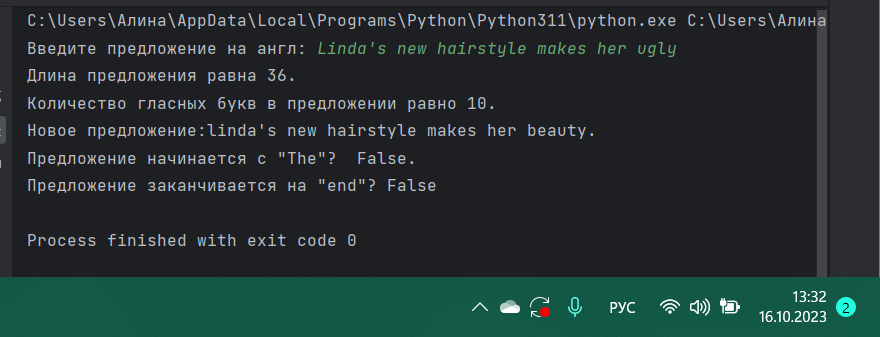 C:\Users\Алина\AppData\Local\Programs\Python\Python311\python.exe C:\Users\Алина
Введите предложение на англ: Linda's new hairstyle makes her ugly
Длина предложения равна 36.
Количество гласных букв в предложении равно 10.
Новое предложение:linda's new hairstyle makes her beauty.
Предложение начинается с "The"?  False.
Предложение заканчивается на "end"? False
Process finished with exit code 0
РУС
13:32
16.10.2023
2